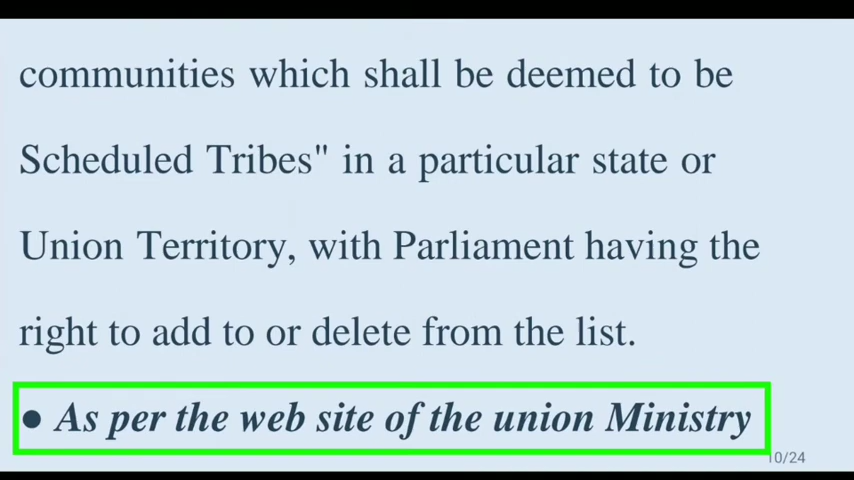 communities which shall be deemed to be
Scheduled Tribes" in a particular state or
Union Territory, with Parliament having the
right to add to or delete from the list.
● As per the web site of the union Ministry
10/24